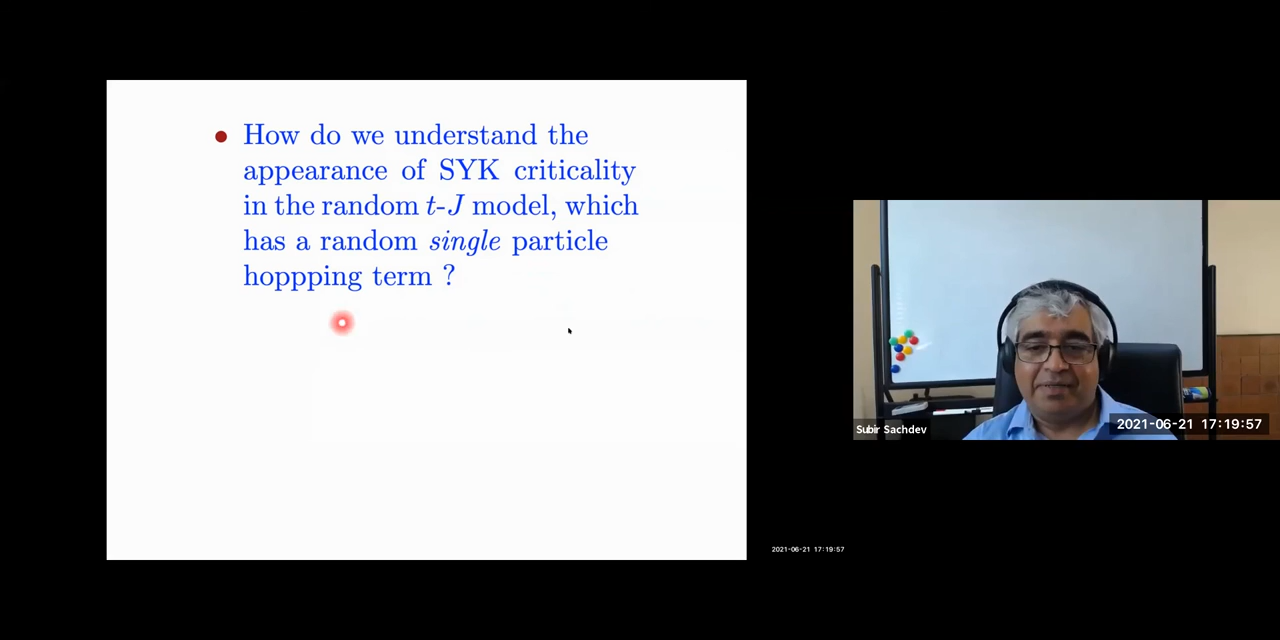 How do we understand the
appearance of SYK criticality
in the random t-J model, which
has a random single particle
hoppping term ?
Subir Sachdev
2021-06-21 17:19:57
2021-06-21 17:19:57